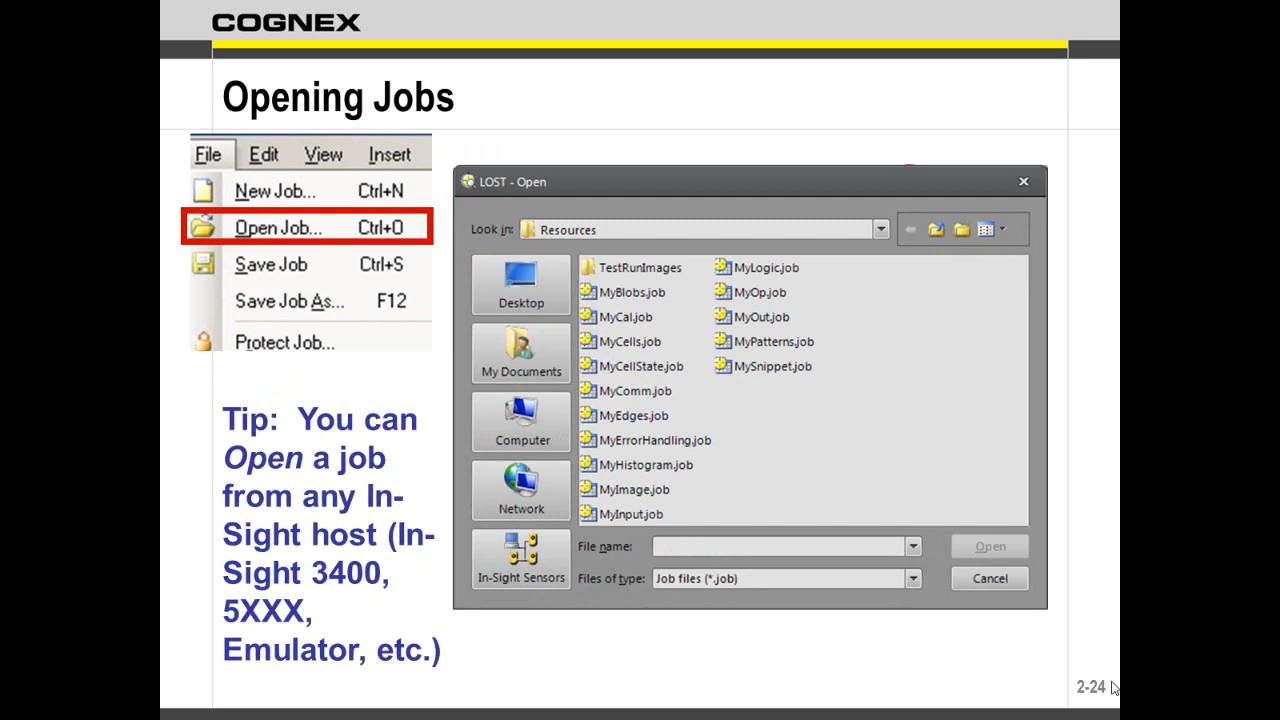 COGNEX
Opening Jobs
File Edit View Insert
New Job... Ctrl+N
Open Job... Ctrl+O
Save Job Ctrl+S
Save Job As... F12
Protect Job...
Tip: You can
Open a job
from any In-
Sight host (In-
Sight 3400,
5XXX,
Emulator, etc.)
LOST - Open
Look in: Resources
Desktop
My Documents
Computer
Network
In-Sight Sensors
TestRunImages
MyBlobs.job
MyCal.job
MyCells.job
MyCellState.job
MyComm.job
MyEdges.job
MyErrorHandling.job
MyHistogram.job
MyImage.job
MyInput.job
MyLogic.job
MyOp.job
MyOut.job
MyPatterns.job
MySnippet.job
File name: Open
Files of type: Job files (*.job) Cancel
2-24